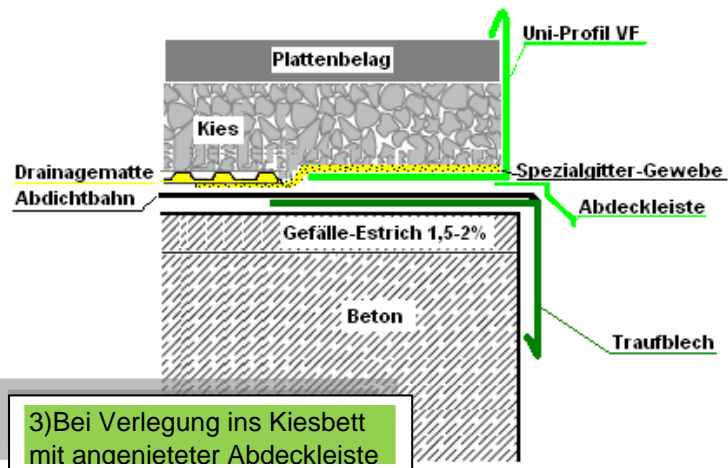 Uni-Profil VF
Plattenbelag
Kies
Drainagematte
Spezialgitter-Gewebe
Abdichtbahn
Abdeckleiste
Gefälle-Estrich 1,5-2%
Beton
Traufblech
3)Bei Verlegung ins Kiesbett
mit angenieteter Abdeckleiste